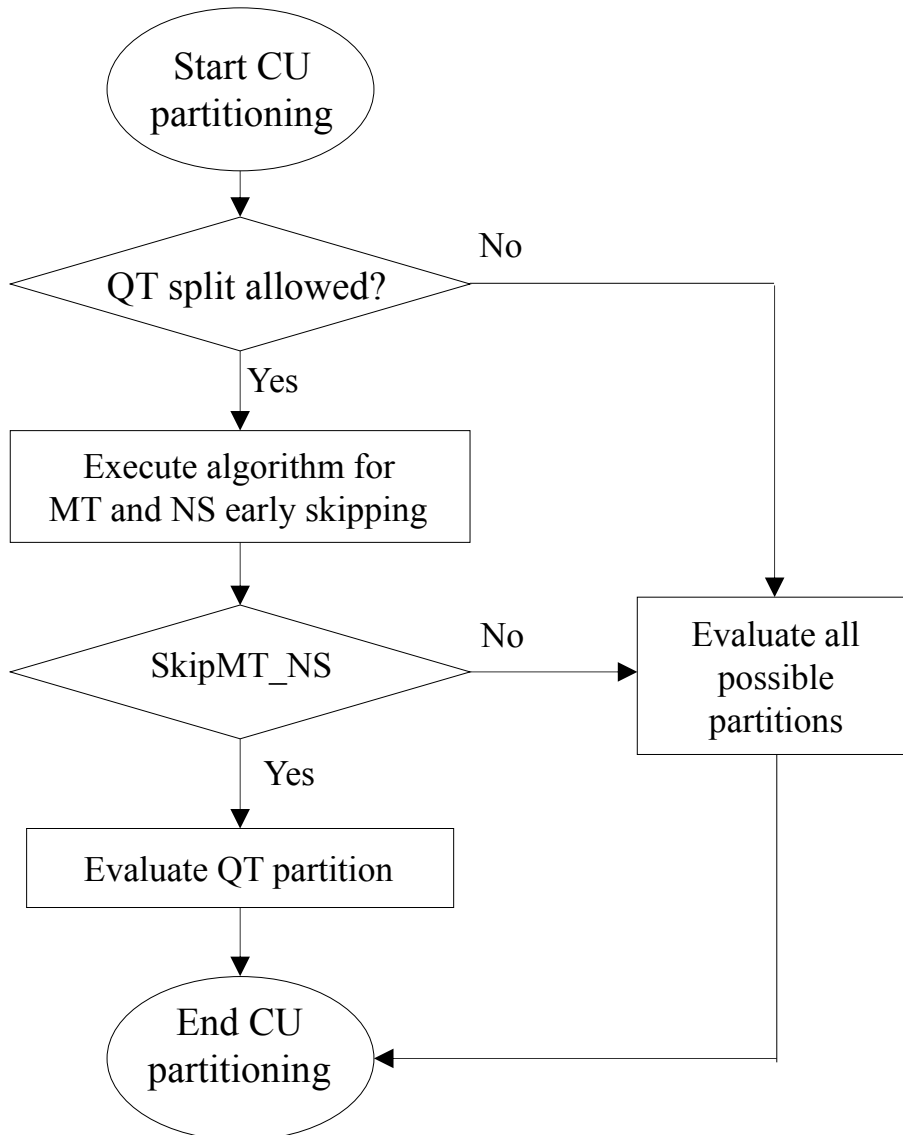 Start CU
partitioning
QT split allowed?
No
Yes
Execute algorithm for
MT and NS early skipping
SkipMT_NS
No
Evaluate all
possible
partitions
Yes
Evaluate QT partition
End CU
partitioning